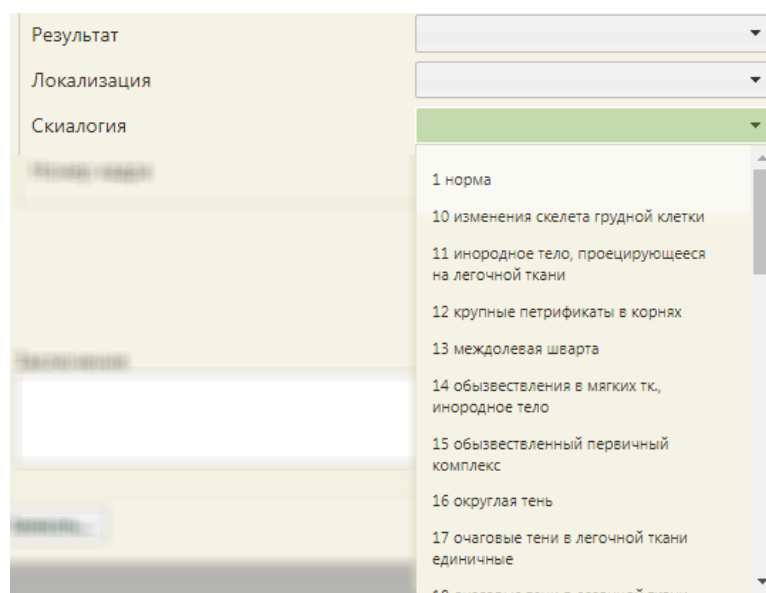 Результат
Локализация
Скиалогия
1 норма
10 изменения скелета грудной клетки
11 инородное тело, проецирующееся
на легочной ткани
12 крупные петрификаты в корнях
13 междолевая шварта
14 обызвествления в мягких тк.,
инородное тело
15 обызвествленный первичный
комплекс
16 округлая тень
17 очаговые тени в легочной ткани
единичные